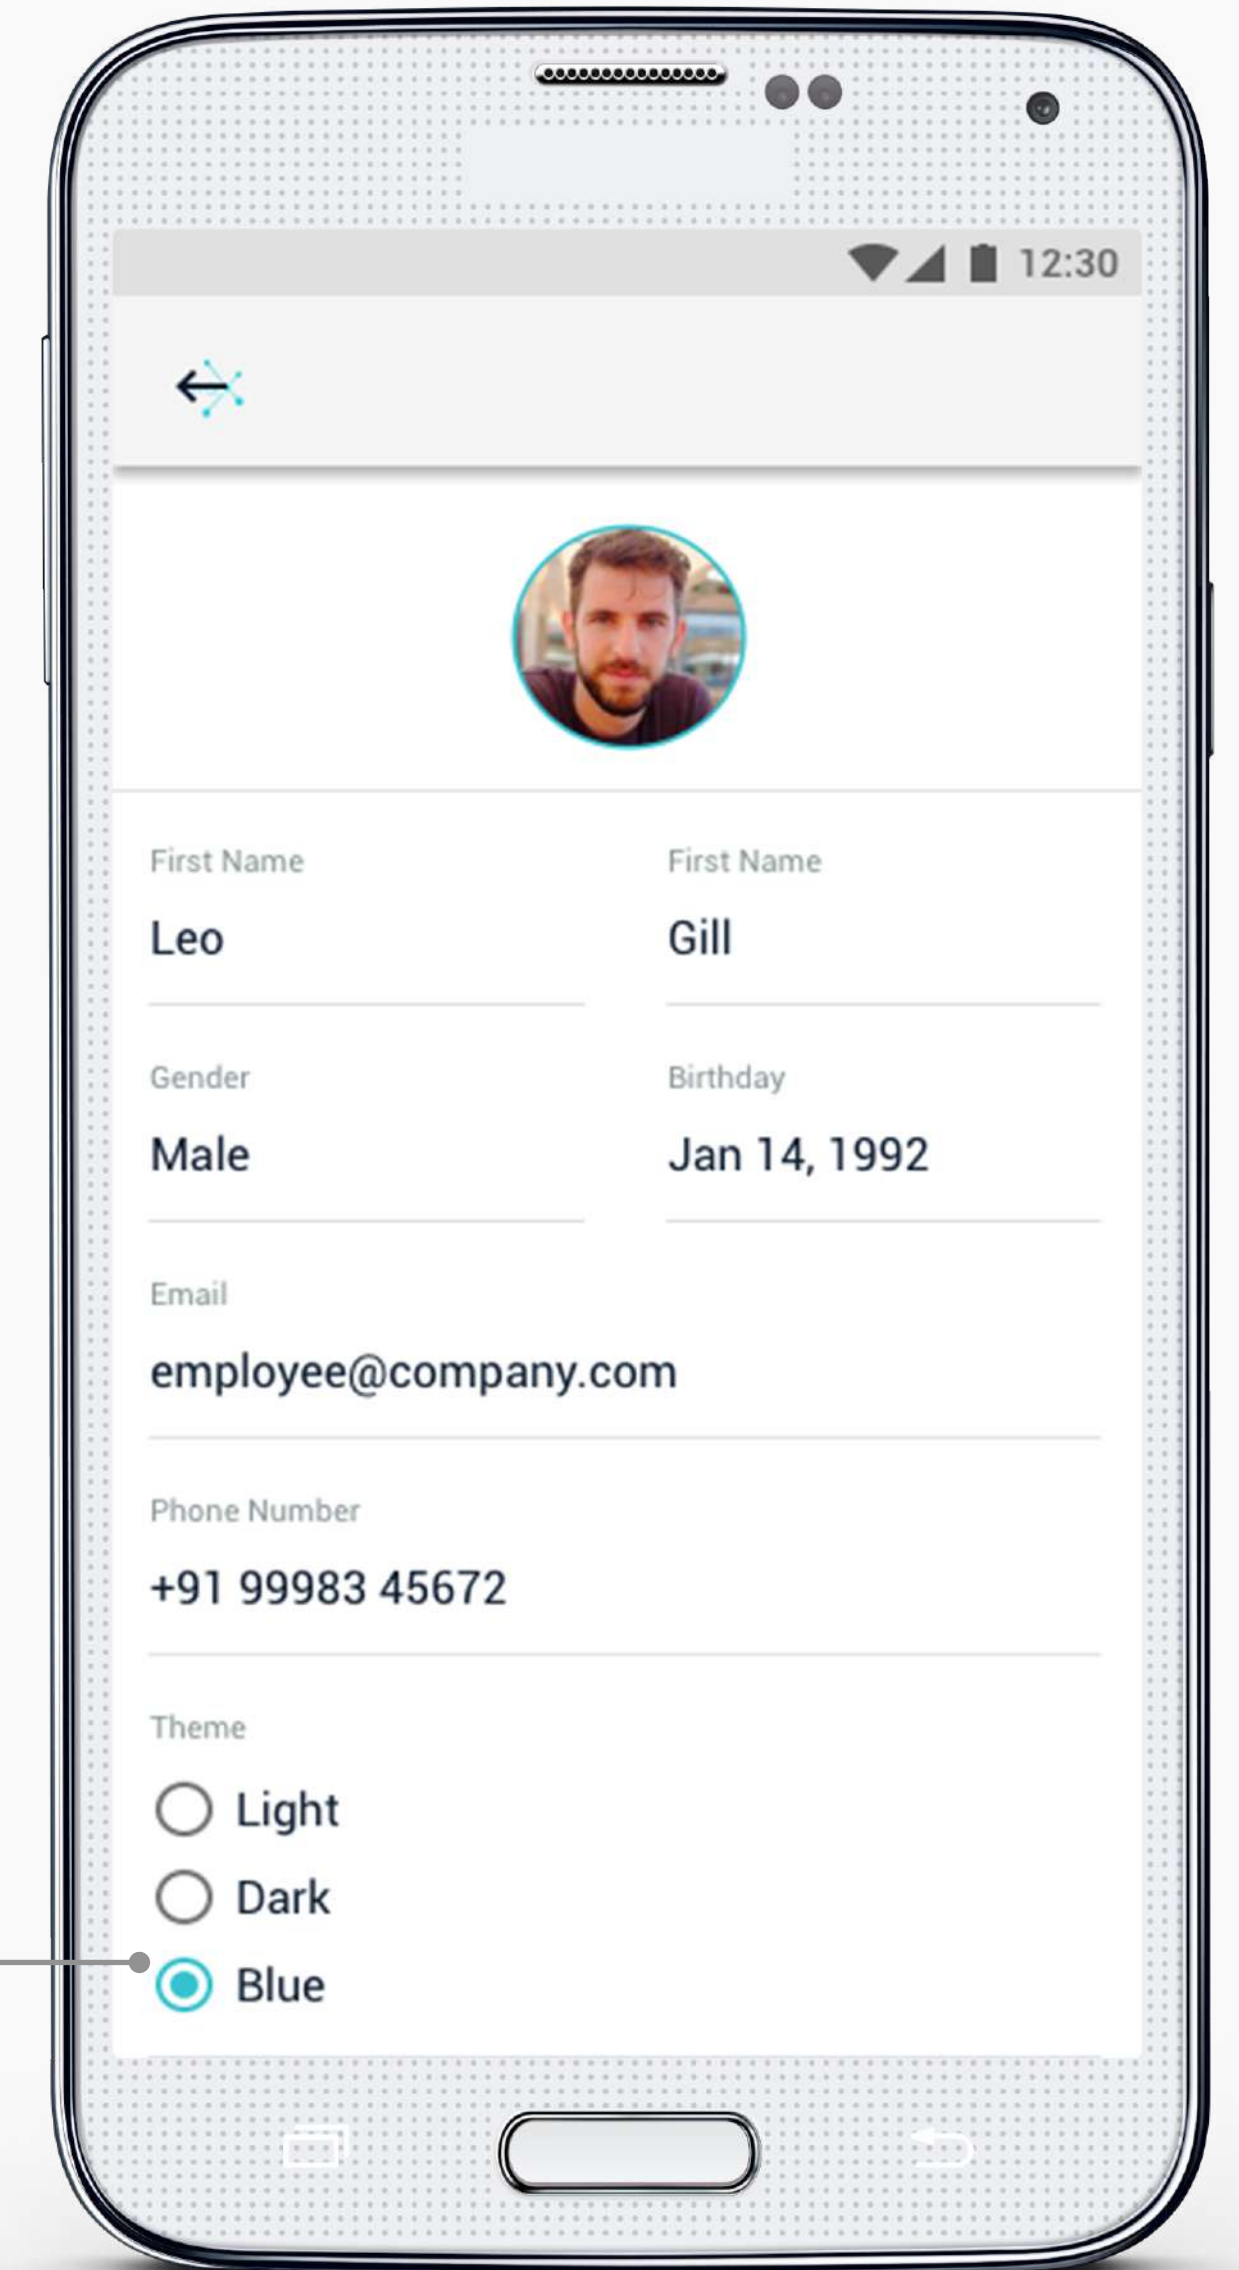 12:30
First Name First Name
Leo Gill
Gender Birthday
Male Jan 14, 1992
Email
employee@company.com
Phone Number
+91 99983 45672
Theme
Light
Dark
Blue